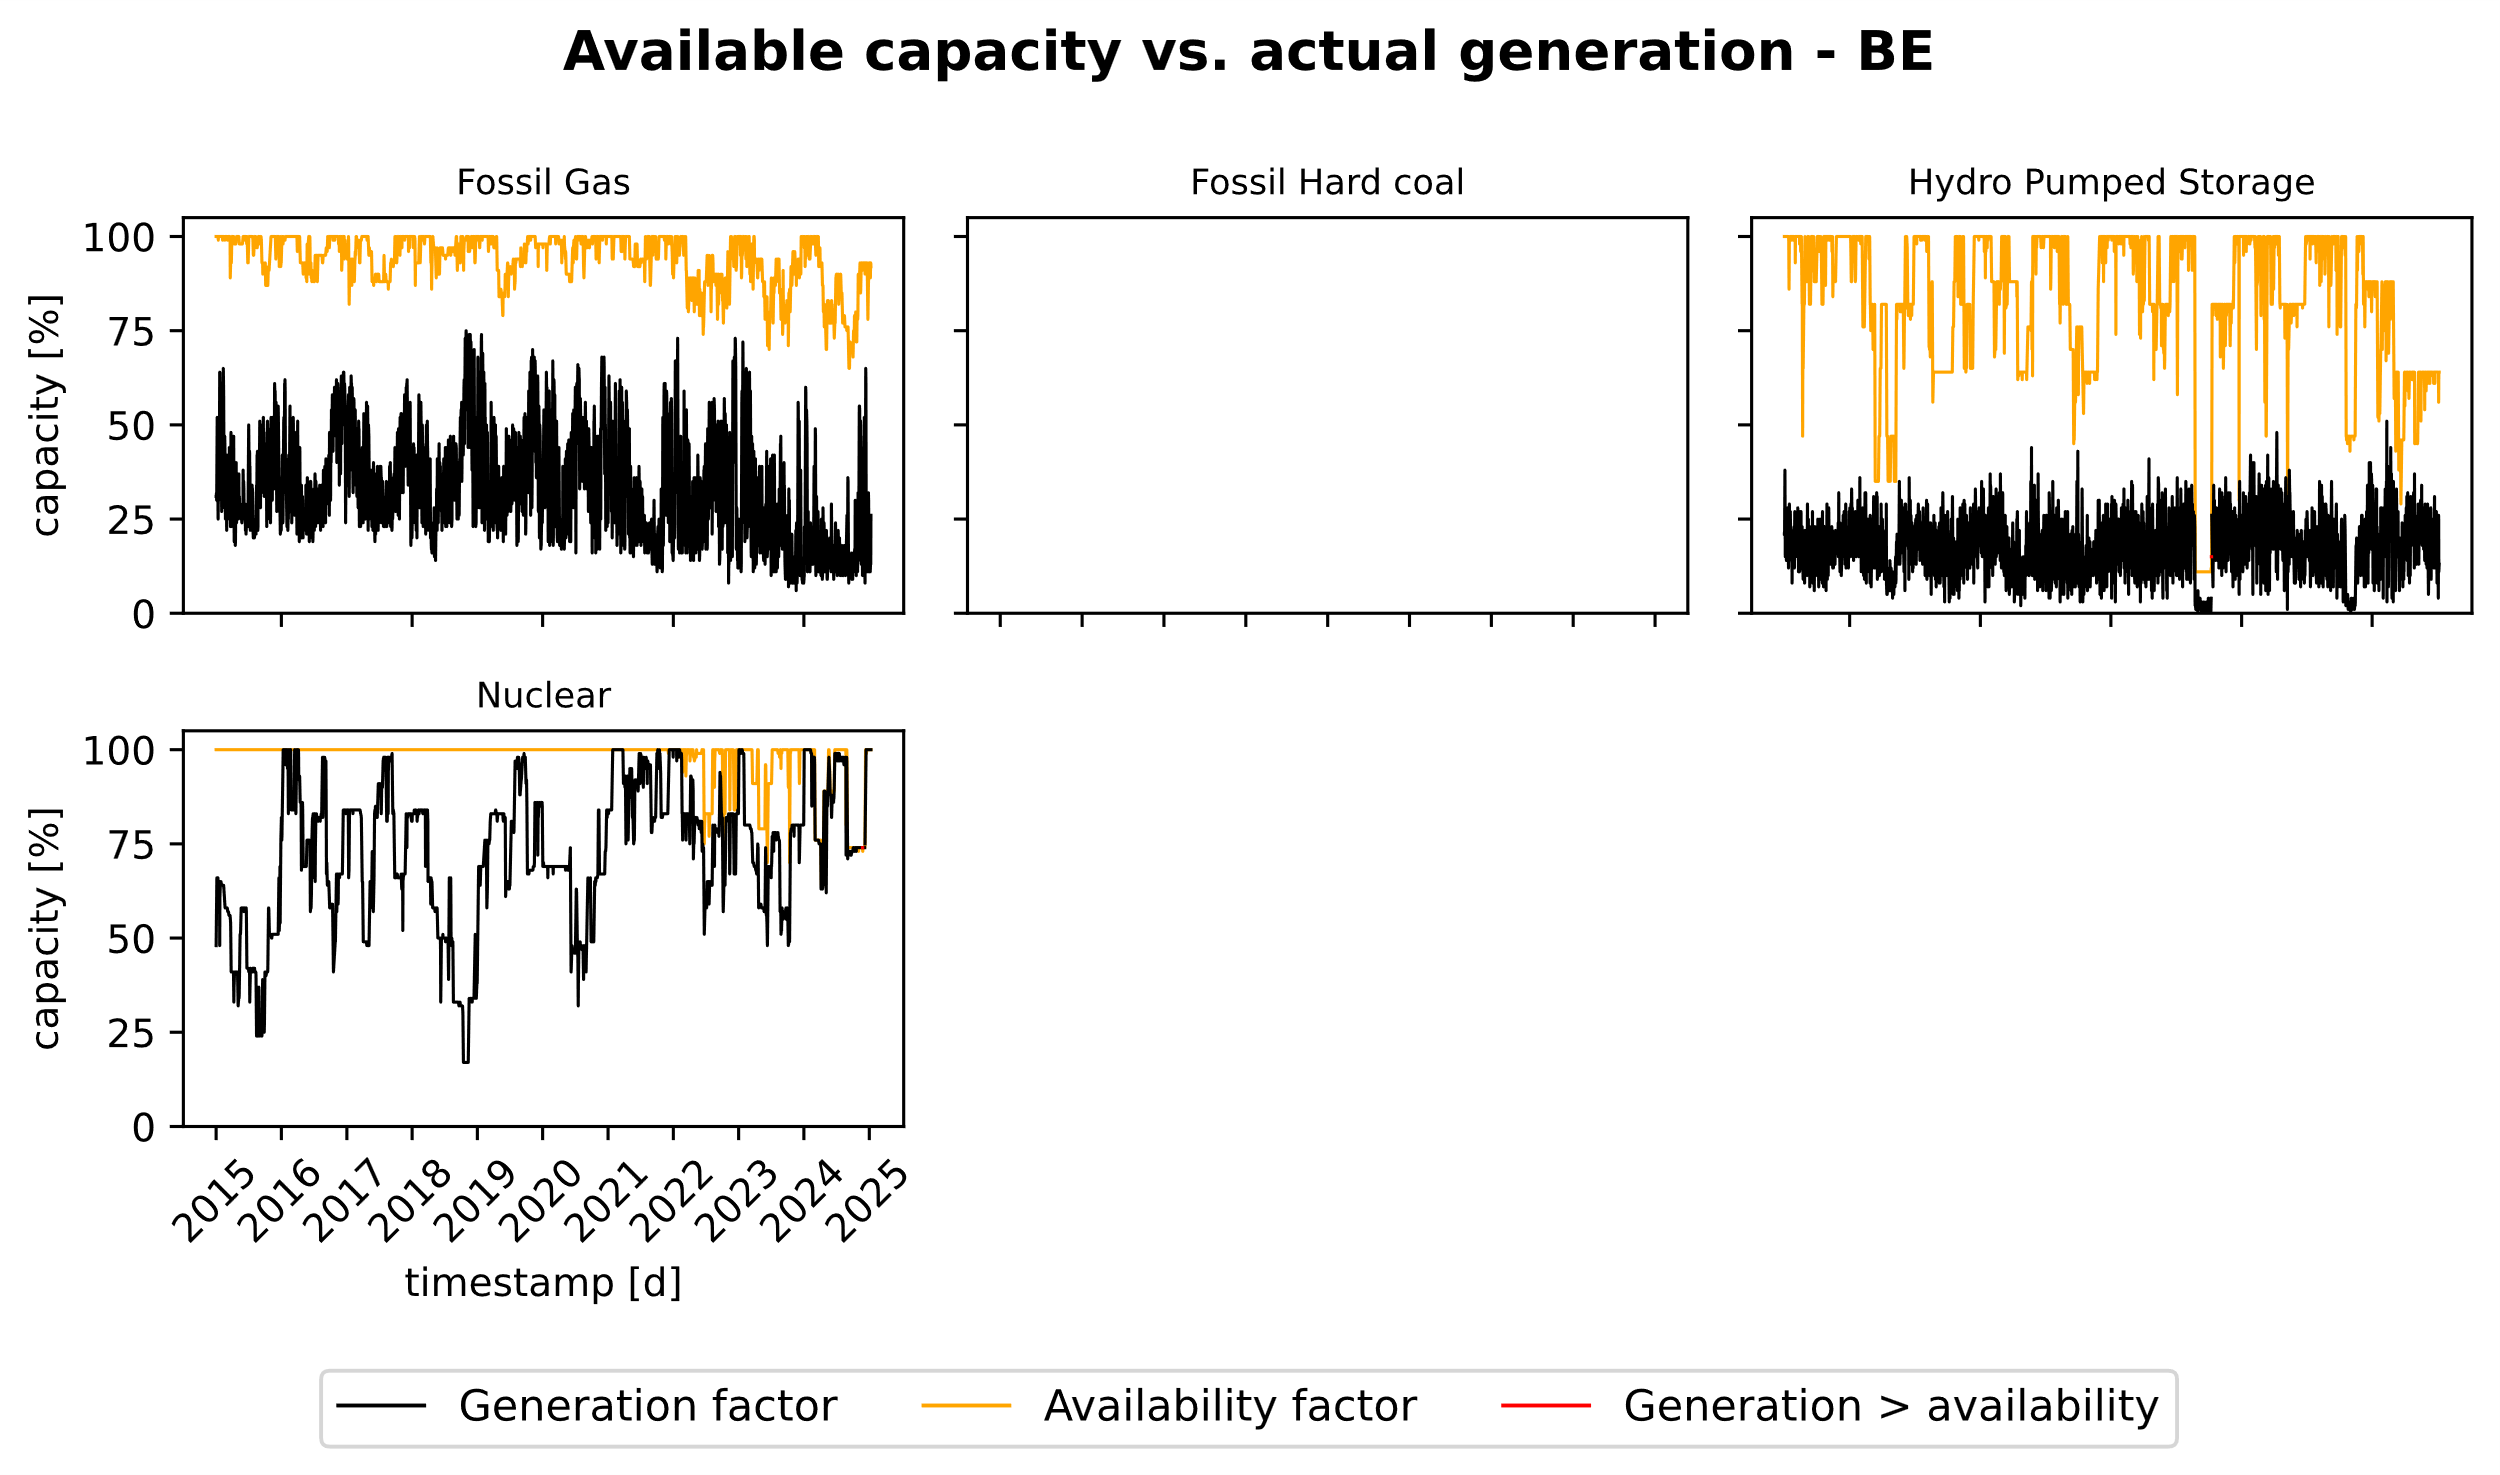 Available capacity vs. actual generation - BE
Fossil Gas
Fossil Hard coal
Hydro Pumped Storage
capacity [%]
100
75
50
25
0
Nuclear
capacity [%]
100
75
50
25
0
2015
2016
2017
2018
2019
2020
2021
2022
2023
2024
2025
timestamp [d]
Generation factor
Availability factor
Generation > availability